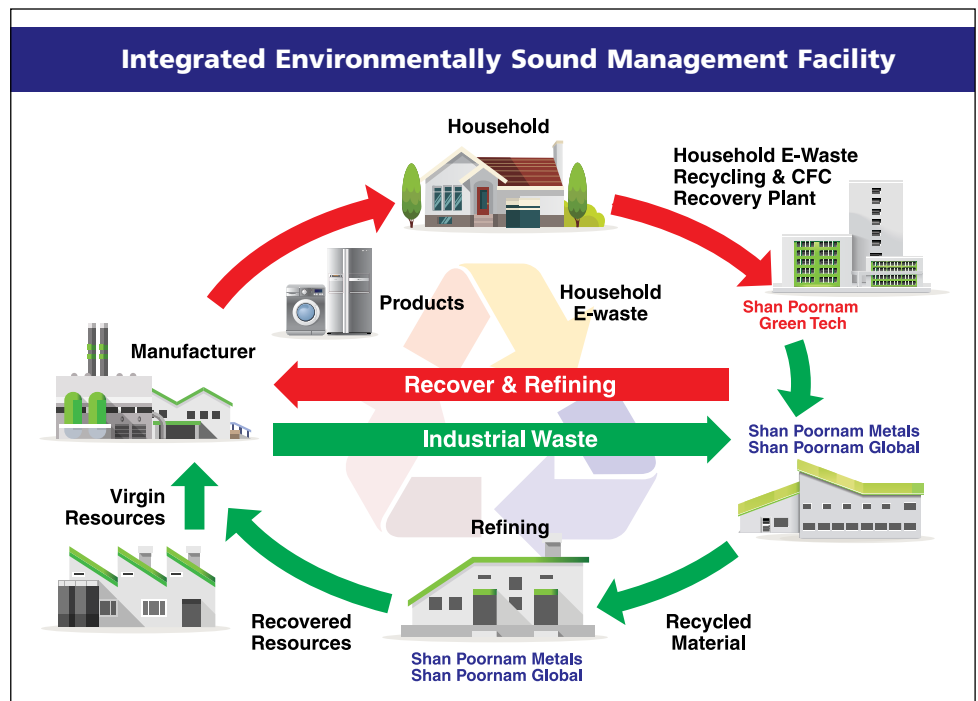 Integrated Environmentally Sound Management Facility
Household
Household E-Waste
Recycling & CFC
Recovery Plant
Shan Poornam
Green Tech
Products
Household
E-waste
Manufacturer
Recover & Refining
Industrial Waste
Shan Poornam Metals
Shan Poornam Global
Virgin
Resources
Refining
Recovered
Resources
Recycled
Material
Shan Poornam Metals
Shan Poornam Global